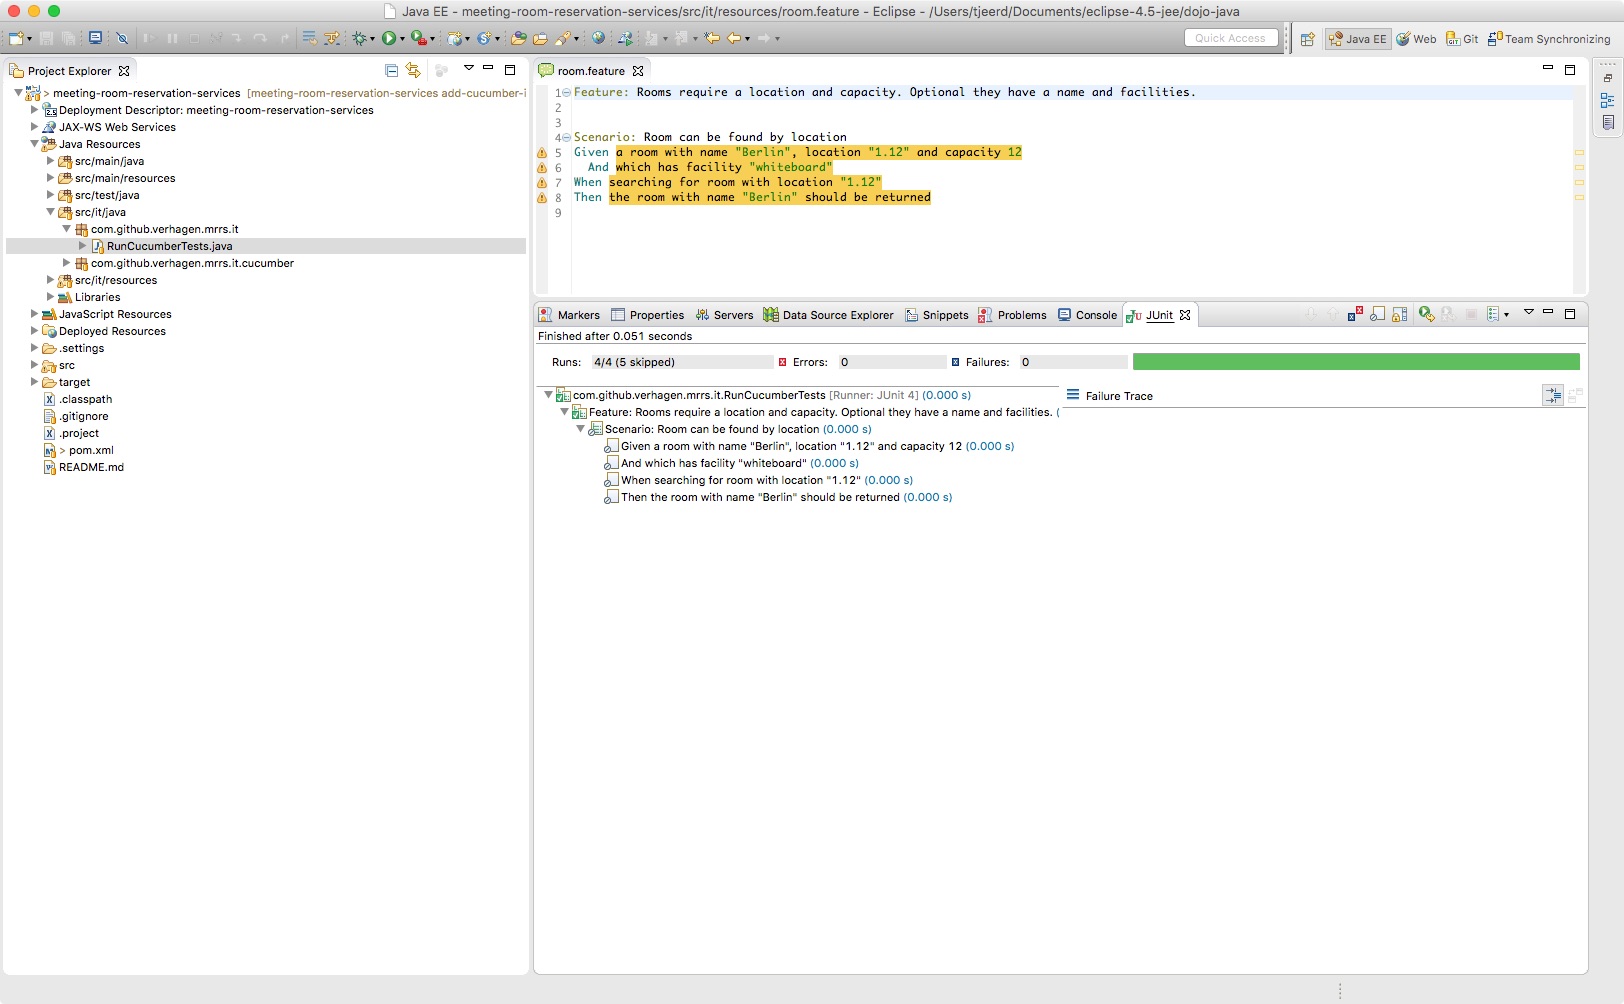 Java EE - meeting-room-reservation-services/src/it/resources/room.feature - Eclipse - /Users/tjeerd/Documents/eclipse-4.5-jee/dojo-java
Quick Access
Java EE
Web
Git
Team Synchronizing
Project Explorer
> meeting-room-reservation-services [meeting-room-reservation-services add-cucumber-i
Deployment Descriptor: meeting-room-reservation-services
JAX-WS Web Services
Java Resources
src/main/java
src/main/resources
src/test/java
src/it/java
com.github.verhagen.mrrs.it
RunCucumberTests.java
com.github.verhagen.mrrs.it.cucumber
src/it/resources
Libraries
JavaScript Resources
Deployed Resources
.settings
src
target
.classpath
.gitignore
.project
> pom.xml
README.md
room.feature
1 Feature: Rooms require a location and capacity. Optional they have a name and facilities.
2
3
4 Scenario: Room can be found by location
5 Given a room with name "Berlin", location "1.12" and capacity 12
6 And which has facility "whiteboard"
7 When searching for room with location "1.12"
8 Then the room with name "Berlin" should be returned
9
Markers
Properties
Servers
Data Source Explorer
Snippets
Problems
Console
JUnit
Finished after 0.051 seconds
Runs: 4/4 (5 skipped)
Errors: 0
Failures: 0
com.github.verhagen.mrrs.it.RunCucumberTests [Runner: JUnit 4] (0.000 s)
Feature: Rooms require a location and capacity. Optional they have a name and facilities. (
Scenario: Room can be found by location (0.000 s)
Given a room with name "Berlin", location "1.12" and capacity 12 (0.000 s)
And which has facility "whiteboard" (0.000 s)
When searching for room with location "1.12" (0.000 s)
Then the room with name "Berlin" should be returned (0.000 s)
Failure Trace